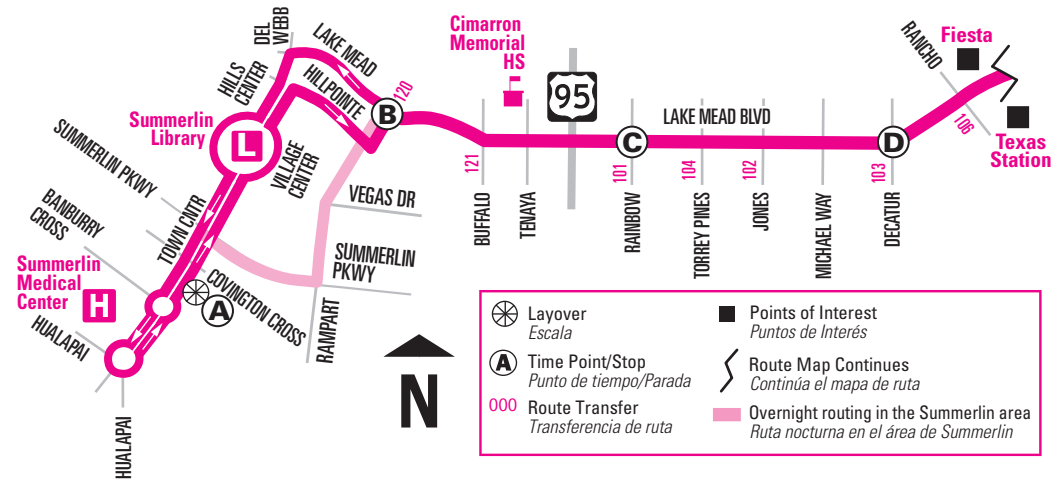 DEL
WEBB
LAKE MEAD
HILLS
CENTER
HILLPOINTE
120
B
Summerlin
Library
L
VILLAGE
CENTER
SUMMERLIN PKWY
BANBURRY
CROSS
TOWN CNTR
VEGAS DR
SUMMERLIN
PKWY
COVINGTON CROSS
RAMPART
A
Summerlin
Medical
Center
H
HUALAPAI
HUALAPAI
Cimarron
Memorial
HS
95
LAKE MEAD BLVD
C
D
121
BUFFALO
TENAYA
101
RAINBOW
104
TORREY PINES
102
JONES
MICHAEL WAY
103
DECATUR
RANCHO
106
Fiesta
Texas
Station
N
Layover
Escala
A
Time Point/Stop
Punto de tiempo/Parada
000
Route Transfer
Transferencia de ruta
Points of Interest
Puntos de Interés
Route Map Continues
Continúa el mapa de ruta
Overnight routing in the Summerlin area
Ruta nocturna en el área de Summerlin